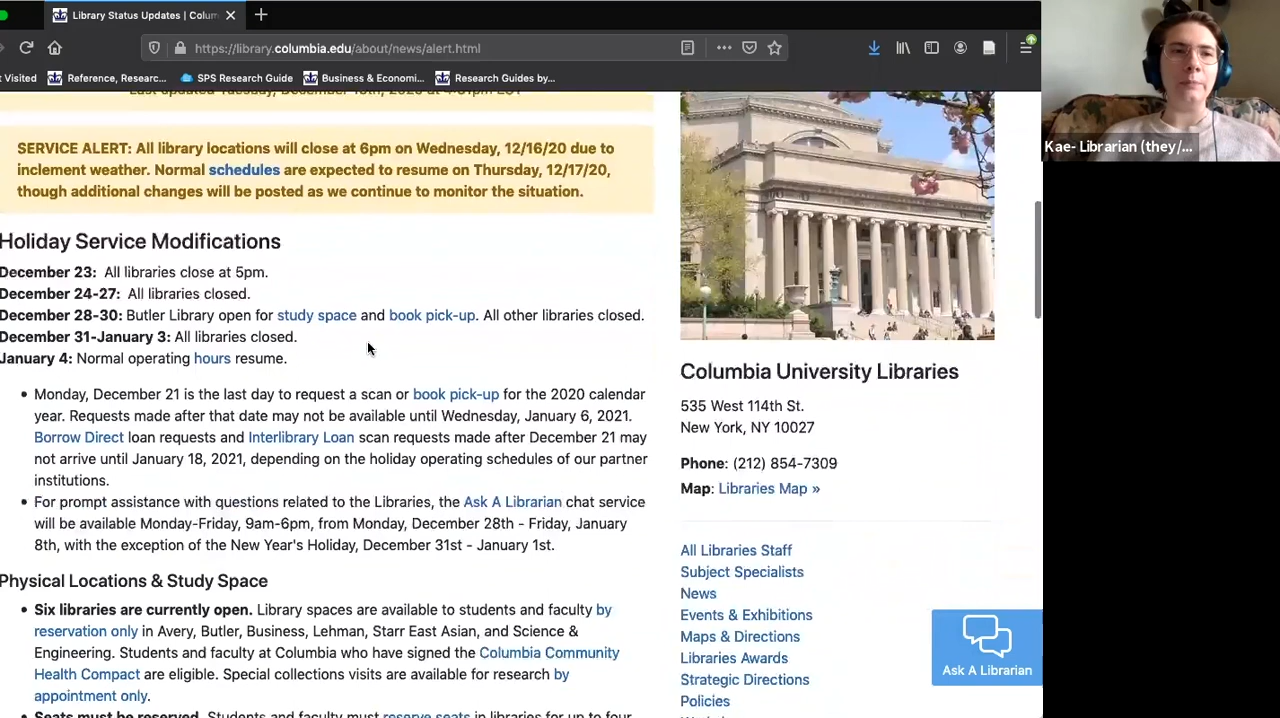 Library Status Updates | Colum
https://library.columbia.edu/about/news/alert.html
t Visited
Reference, Researc...
SPS Research Guide
Business & Economi...
Research Guides by...
SERVICE ALERT: All library locations will close at 6pm on Wednesday, 12/16/20 due to
inclement weather. Normal schedules are expected to resume on Thursday, 12/17/20,
though additional changes will be posted as we continue to monitor the situation.
Holiday Service Modifications
December 23: All libraries close at 5pm.
December 24-27: All libraries closed.
December 28-30: Butler Library open for study space and book pick-up. All other libraries closed.
December 31-January 3: All libraries closed.
January 4: Normal operating hours resume.
• Monday, December 21 is the last day to request a scan or book pick-up for the 2020 calendar
year. Requests made after that date may not be available until Wednesday, January 6, 2021.
Borrow Direct loan requests and Interlibrary Loan scan requests made after December 21 may
not arrive until January 18, 2021, depending on the holiday operating schedules of our partner
institutions.
• For prompt assistance with questions related to the Libraries, the Ask A Librarian chat service
will be available Monday-Friday, 9am-6pm, from Monday, December 28th - Friday, January
8th, with the exception of the New Year's Holiday, December 31st - January 1st.
Physical Locations & Study Space
• Six libraries are currently open. Library spaces are available to students and faculty by
reservation only in Avery, Butler, Business, Lehman, Starr East Asian, and Science &
Engineering. Students and faculty at Columbia who have signed the Columbia Community
Health Compact are eligible. Special collections visits are available for research by
appointment only.
• Seats must be reserved. Students and faculty must reserve seats in libraries for up to four
Columbia University Libraries
535 West 114th St.
New York, NY 10027
Phone: (212) 854-7309
Map: Libraries Map »
All Libraries Staff
Subject Specialists
News
Events & Exhibitions
Maps & Directions
Libraries Awards
Strategic Directions
Policies
Ask A Librarian
Kae- Librarian (they/...